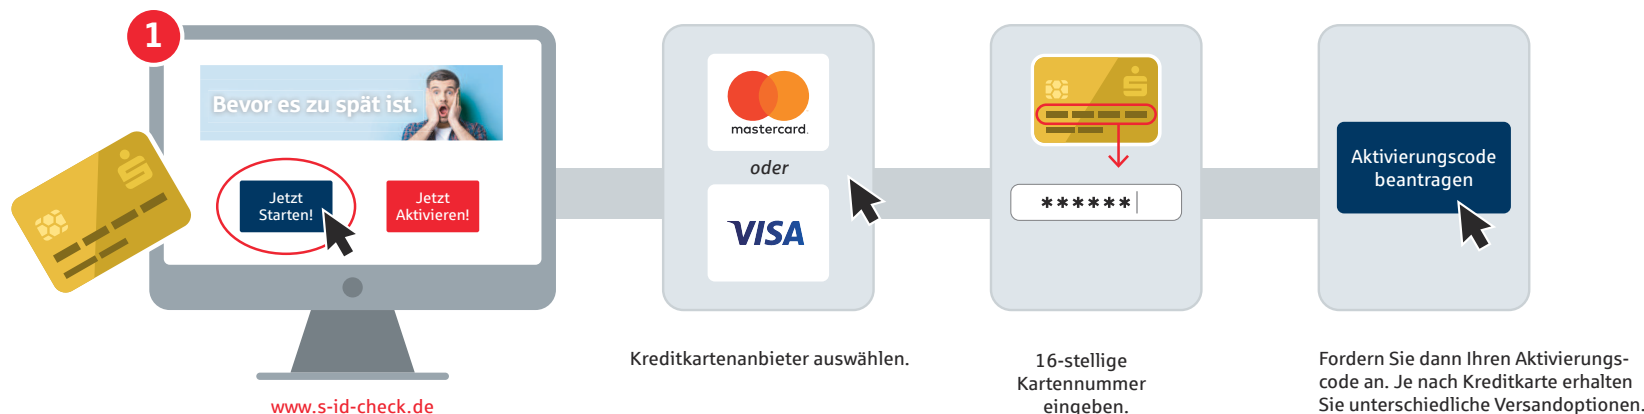 1
Bevor es zu spät ist.
Jetzt
Starten!
Jetzt
Aktivieren!
www.s-id-check.de
mastercard.
oder
VISA
Kreditkartenanbieter auswählen.
******
16-stellige
Kartennummer
eingeben.
Aktivierungscode
beantragen
Fordern Sie dann Ihren Aktivierungs-
code an. Je nach Kreditkarte erhalten
Sie unterschiedliche Versandoptionen.